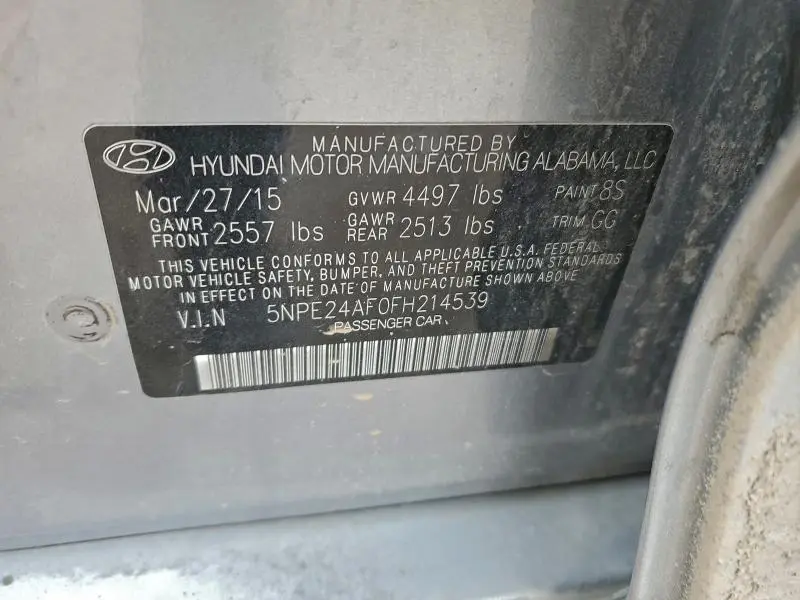 MANUFACTURED BY
HYUNDAI MOTOR MANUFACTURING ALABAMA, LLC
Mar/27/15 GVWR 4497 lbs PAINT 8S
GAWR FRONT 2557 lbs GAWR REAR 2513 lbs TRIM GG
THIS VEHICLE CONFORMS TO ALL APPLICABLE U.S.A. FEDERAL
MOTOR VEHICLE SAFETY, BUMPER, AND THEFT PREVENTION STANDARDS
IN EFFECT ON THE DATE OF MANUFACTURE SHOWN ABOVE
V.I.N 5NPE24AF0FH214539
PASSENGER CAR